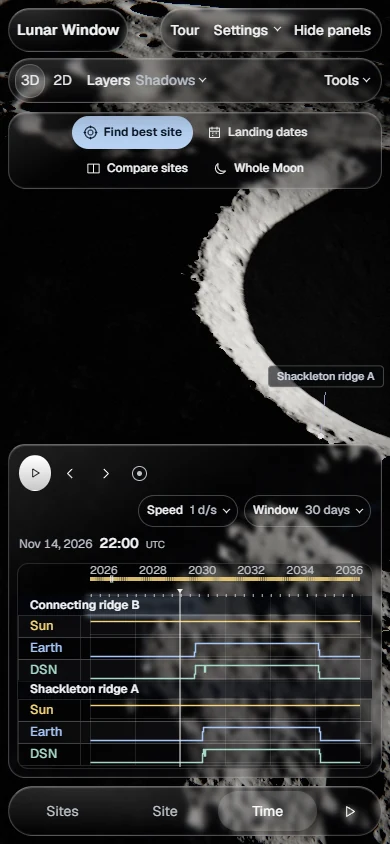 Lunar Window Tour Settings Hide panels
3D 2D Layers Shadows Tools
Find best site Landing dates
Compare sites Whole Moon
Shackleton ridge A
Speed 1 d/s Window 30 days
Nov 14, 2026 22:00 UTC
2026 2028 2030 2032 2034 2036
Connecting ridge B
Sun
Earth
DSN
Shackleton ridge A
Sun
Earth
DSN
Sites Site Time